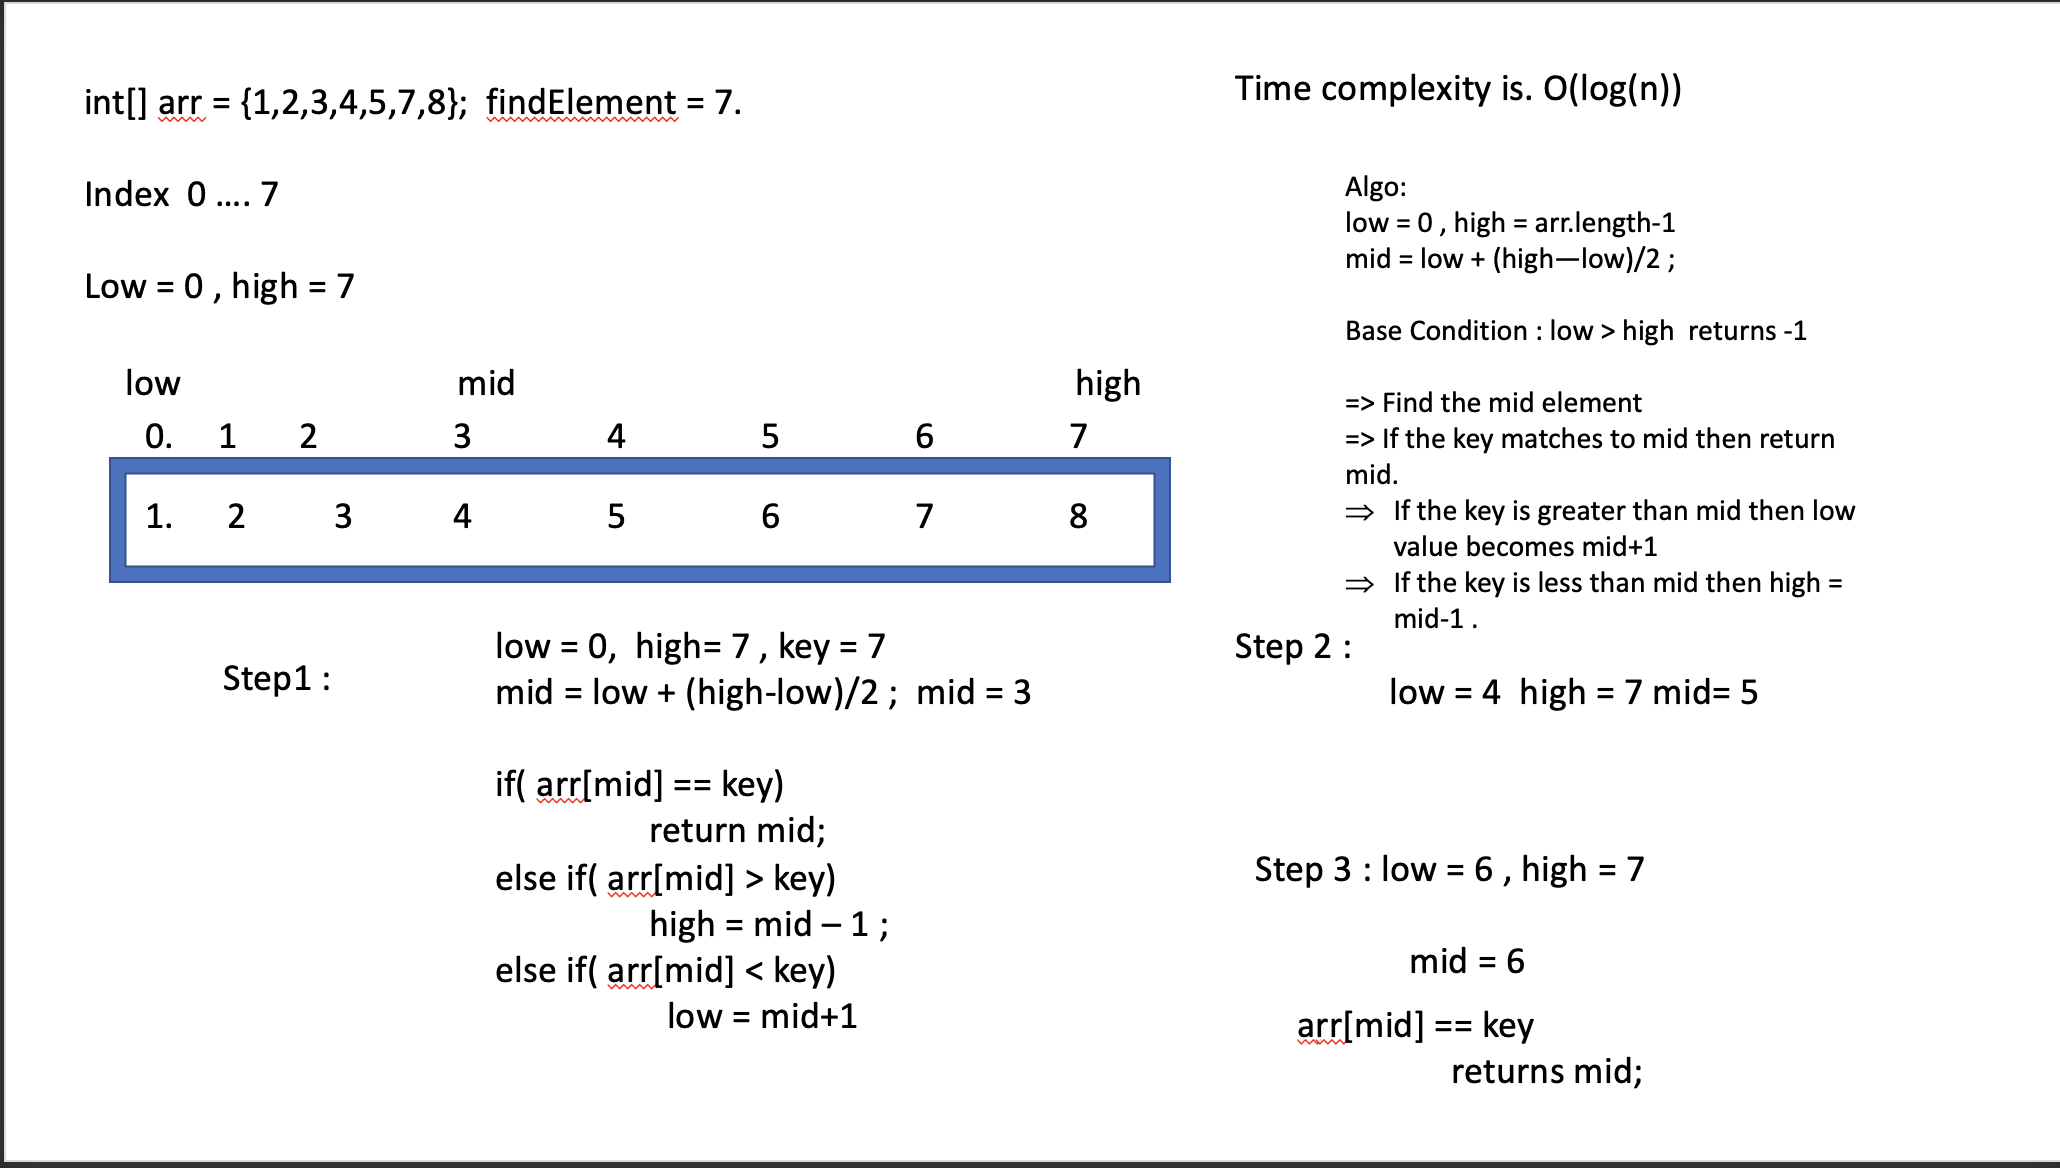 int[] arr = {1,2,3,4,5,7,8};  findElement = 7.
Index  0 .... 7
Low = 0 , high = 7
low mid high
0. 1 2 3 4 5 6 7
1. 2 3 4 5 6 7 8
Step1 :
low = 0,  high= 7 , key = 7
mid = low + (high-low)/2 ;  mid = 3
if( arr[mid] == key)
return mid;
else if( arr[mid] > key)
high = mid – 1 ;
else if( arr[mid] < key)
low = mid+1
Time complexity is. O(log(n))
Algo:
low = 0 , high = arr.length-1
mid = low + (high—low)/2 ;
Base Condition : low > high  returns -1
=> Find the mid element
=> If the key matches to mid then return
mid.
⇒ If the key is greater than mid then low
value becomes mid+1
⇒ If the key is less than mid then high =
mid-1 .
Step 2 :
low = 4  high = 7 mid= 5
Step 3 : low = 6 , high = 7
mid = 6
arr[mid] == key
returns mid;